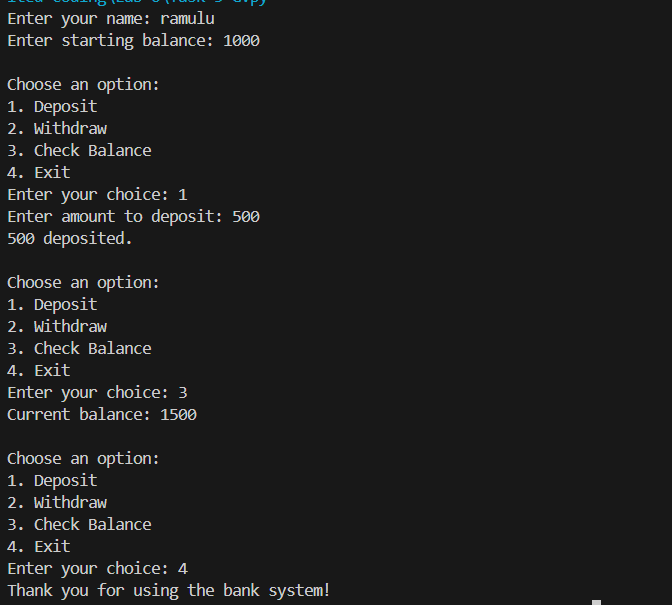 Enter your name: ramulu
Enter starting balance: 1000
Choose an option:
1. Deposit
2. Withdraw
3. Check Balance
4. Exit
Enter your choice: 1
Enter amount to deposit: 500
500 deposited.
Choose an option:
1. Deposit
2. Withdraw
3. Check Balance
4. Exit
Enter your choice: 3
Current balance: 1500
Choose an option:
1. Deposit
2. Withdraw
3. Check Balance
4. Exit
Enter your choice: 4
Thank you for using the bank system!